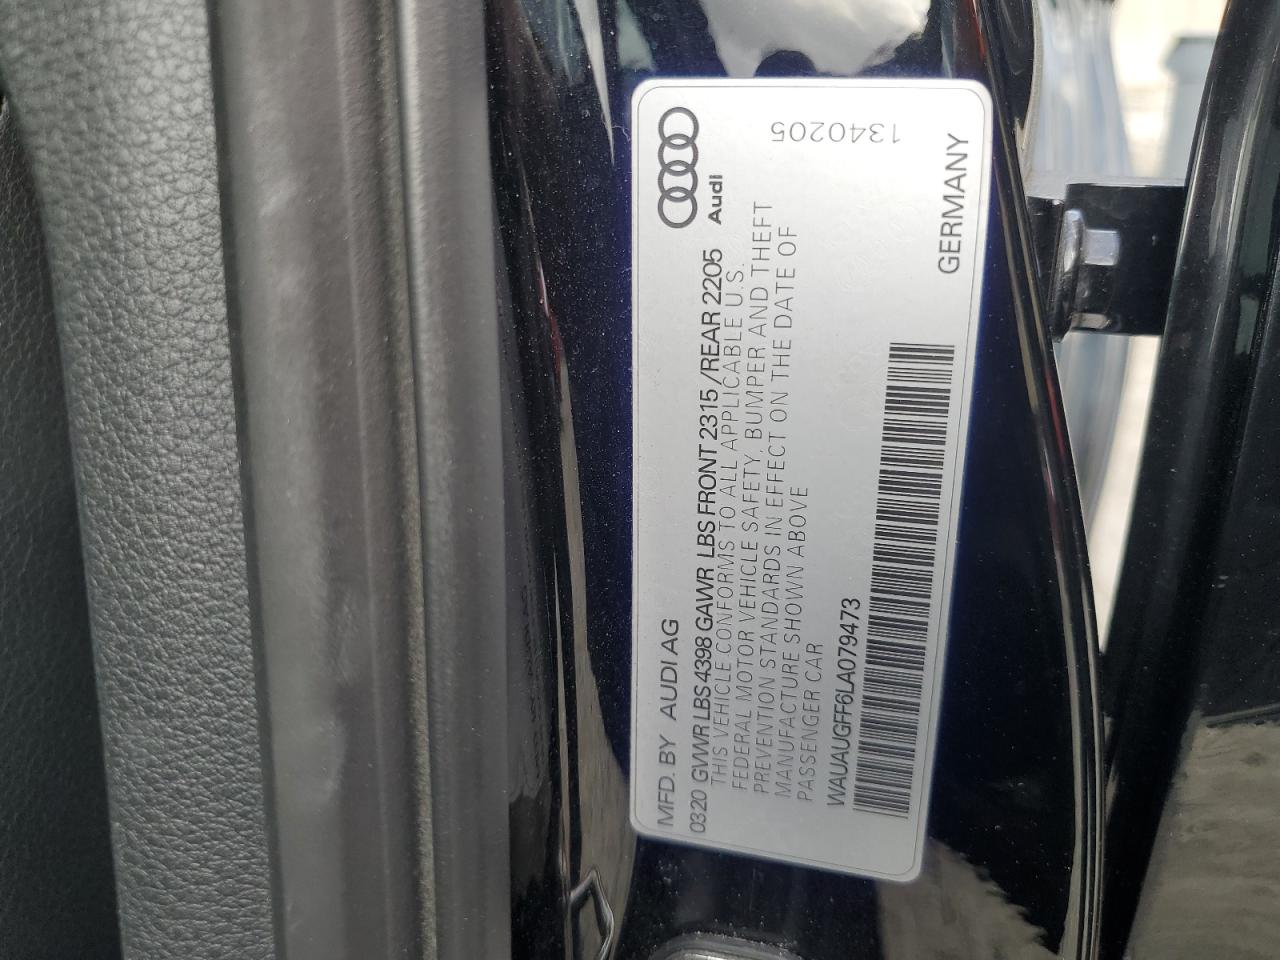 MFD. BY AUDI AG
Audi
0320 GVWR LBS 4398 GAWR LBS FRONT 2315 / REAR 2205
THIS VEHICLE CONFORMS TO ALL APPLICABLE U.S.
FEDERAL MOTOR VEHICLE SAFETY, BUMPER AND THEFT
PREVENTION STANDARDS IN EFFECT ON THE DATE OF
MANUFACTURE SHOWN ABOVE
PASSENGER CAR
WAUAUGFF6LA079473
GERMANY
1340205